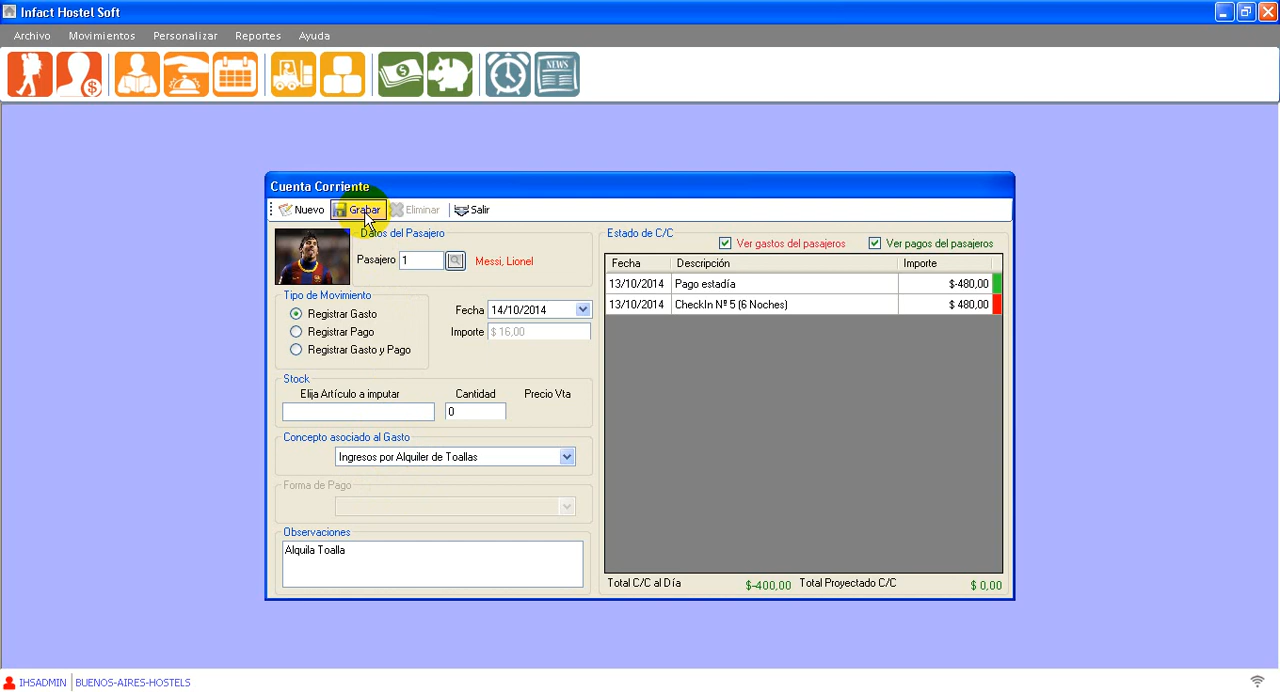 Infact Hostel Soft
Archivo Movimientos Personalizar Reportes Ayuda
NEWS
Cuenta Corriente
Nuevo Grabar Eliminar Salir
Datos del Pasajero
Pasajero 1 Messi, Lionel
Tipo de Movimiento
Registrar Gasto
Registrar Pago
Registrar Gasto y Pago
Fecha 14/10/2014
Importe $ 16,00
Stock
Elija Artículo a imputar Cantidad Precio Vta
0
Concepto asociado al Gasto
Ingresos por Alquiler de Toallas
Forma de Pago
Observaciones
Alquila Toalla
Estado de C/C
Ver gastos del pasajeros Ver pagos del pasajeros
Fecha Descripción Importe
13/10/2014 Pago estadía $-480,00
13/10/2014 CheckIn Nº 5 (6 Noches) $ 480,00
Total C/C al Día $-400,00 Total Proyectado C/C $ 0,00
IHSADMIN BUENOS-AIRES-HOSTELS